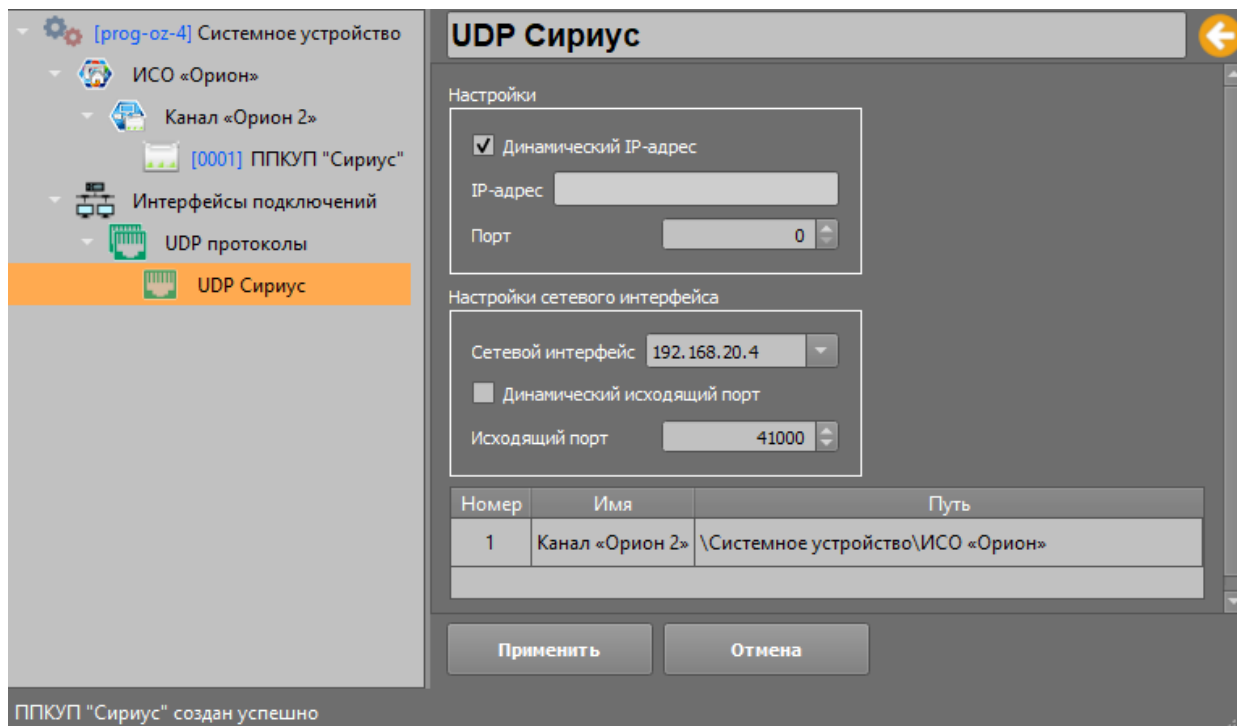 [prog-oz-4] Системное устройство
ИСО «Орион»
Канал «Орион 2»
[0001] ППКУП "Сириус"
Интерфейсы подключений
UDP протоколы
UDP Сириус
UDP Сириус
Настройки
Динамический IP-адрес
IP-адрес
Порт 0
Настройки сетевого интерфейса
Сетевой интерфейс 192.168.20.4
Динамический исходящий порт
Исходящий порт 41000
Номер Имя Путь
1 Канал «Орион 2» \Системное устройство\ИСО «Орион»
Применить Отмена
ППКУП "Сириус" создан успешно